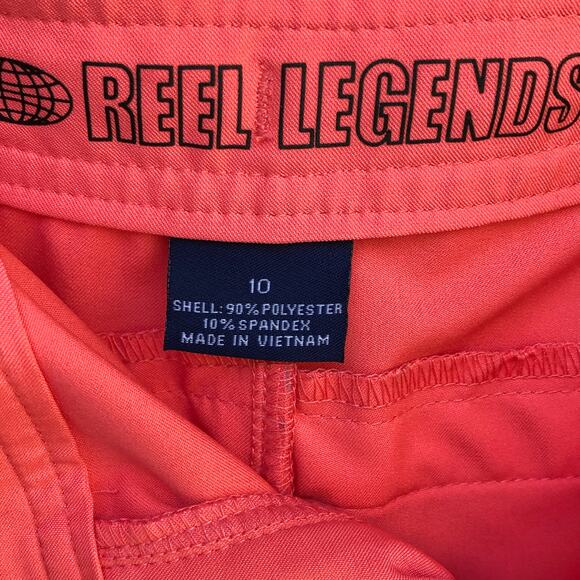 REEL LEGENDS
10
SHELL: 90% POLYESTER
10% SPANDEX
MADE IN VIETNAM